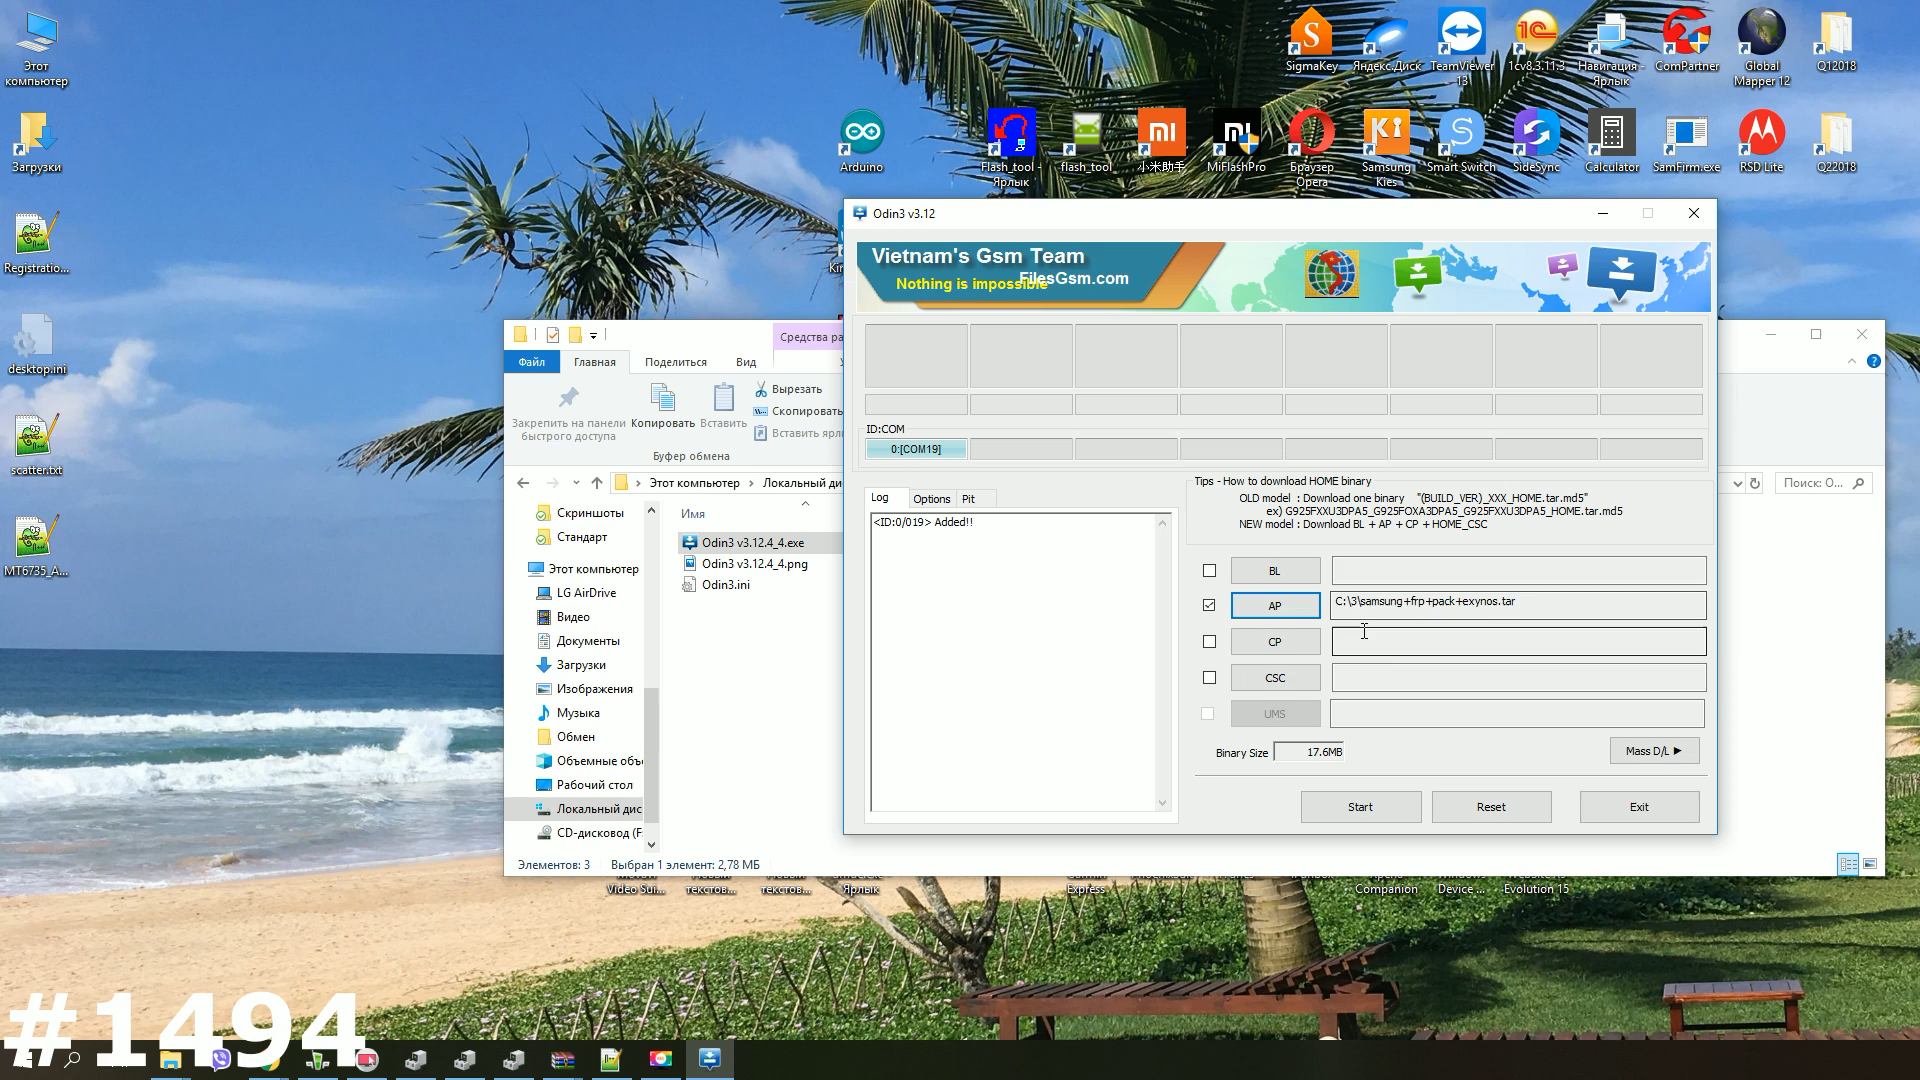 Этот
компьютер
Загрузки
Registratio...
desktop.ini
scatter.txt
MT6735_A...
SigmaKey
Яндекс.Диск
TeamViewer
13
1cv8.3.11.3
Навигация -
Ярлык
ComPartner
Global
Mapper 12
Q12018
Arduino
Flash_tool -
Ярлык
flash_tool
小米助手
MiFlashPro
Браузер
Opera
Samsung
Kies
Smart Switch
SideSync
Calculator
SamFirm.exe
RSD Lite
Q22018
Odin3 v3.12
Vietnam's Gsm Team
Nothing is impossible
FilesGsm.com
ID:COM
0:[COM19]
Log
Options
Pit
<ID:0/019> Added!!
Tips - How to download HOME binary
OLD model : Download one binary "(BUILD_VER)_XXX_HOME.tar.md5"
ex) G925FXXU3DPA5_G925FOXA3DPA5_G925FXXU3DPA5_HOME.tar.md5
NEW model : Download BL + AP + CP + HOME_CSC
BL
AP
C:\3\samsung+frp+pack+exynos.tar
CP
CSC
UMS
Binary Size
17.6MB
Mass D/L ►
Start
Reset
Exit
Средства ра
Файл
Главная
Поделиться
Вид
Закрепить на панели
быстрого доступа
Копировать
Вставить
Вырезать
Скопировать
Вставить ярл
Буфер обмена
Этот компьютер
Локальный ди
Поиск: О...
Скриншоты
Стандарт
Этот компьютер
LG AirDrive
Видео
Документы
Загрузки
Изображения
Музыка
Обмен
Объемные объ
Рабочий стол
Локальный дис
CD-дисковод (F:
Имя
Odin3 v3.12.4_4.exe
Odin3 v3.12.4_4.png
Odin3.ini
Элементов: 3
Выбран 1 элемент: 2,78 МБ
Video Sui...
текстов...
текстов...
Ярлык
Express
Companion
Device ...
Evolution 15
#1494